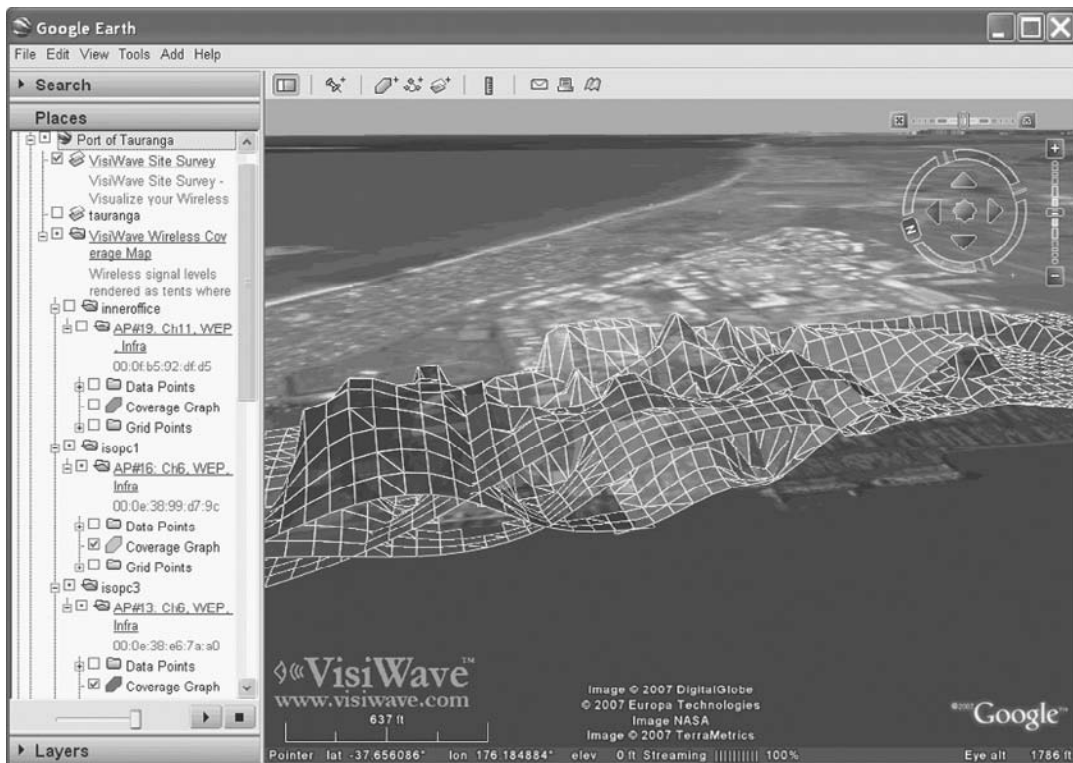 Google Earth
File Edit View Tools Add Help
Search
Places
Port of Tauranga
VisiWave Site Survey
VisiWave Site Survey -
Visualize your Wireless
tauranga
VisiWave Wireless Cov
erage Map
Wireless signal levels
rendered as tents where
inneroffice
AP#19: Ch11, WEP
, Infra
00:0f:b5:92:df:d5
Data Points
Coverage Graph
Grid Points
isopc1
AP#16: Ch6, WEP,
Infra
00:0e:38:99:d7:9c
Data Points
Coverage Graph
Grid Points
isopc3
AP#13: Ch6, WEP,
Infra
00:0e:38:e6:7a:a0
Data Points
Coverage Graph
Layers
N
VisiWave™
www.visiwave.com
637 ft
Image © 2007 DigitalGlobe
© 2007 Europa Technologies
Image NASA
Image © 2007 TerraMetrics
©2007 Google™
Pointer lat -37.656086° lon 176.184884° elev 0 ft Streaming |||||||||| 100% Eye alt 1786 ft